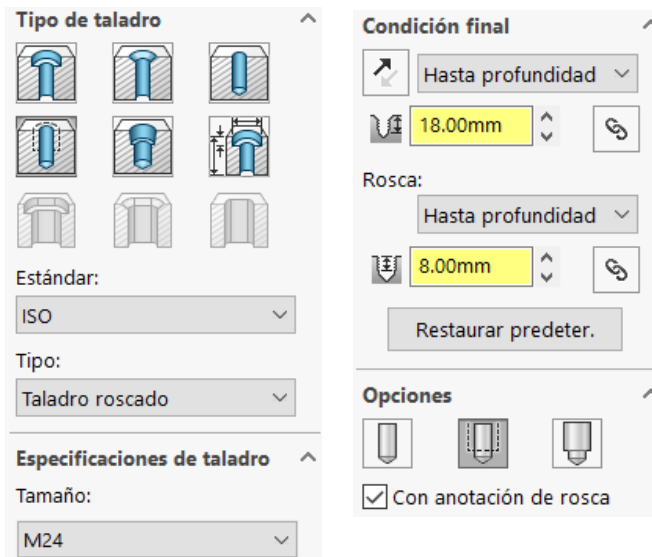 Tipo de taladro
Estándar:
ISO
Tipo:
Taladro roscado
Especificaciones de taladro
Tamaño:
M24
Condición final
Hasta profundidad
18.00mm
Rosca:
Hasta profundidad
8.00mm
Restaurar predeter.
Opciones
Con anotación de rosca